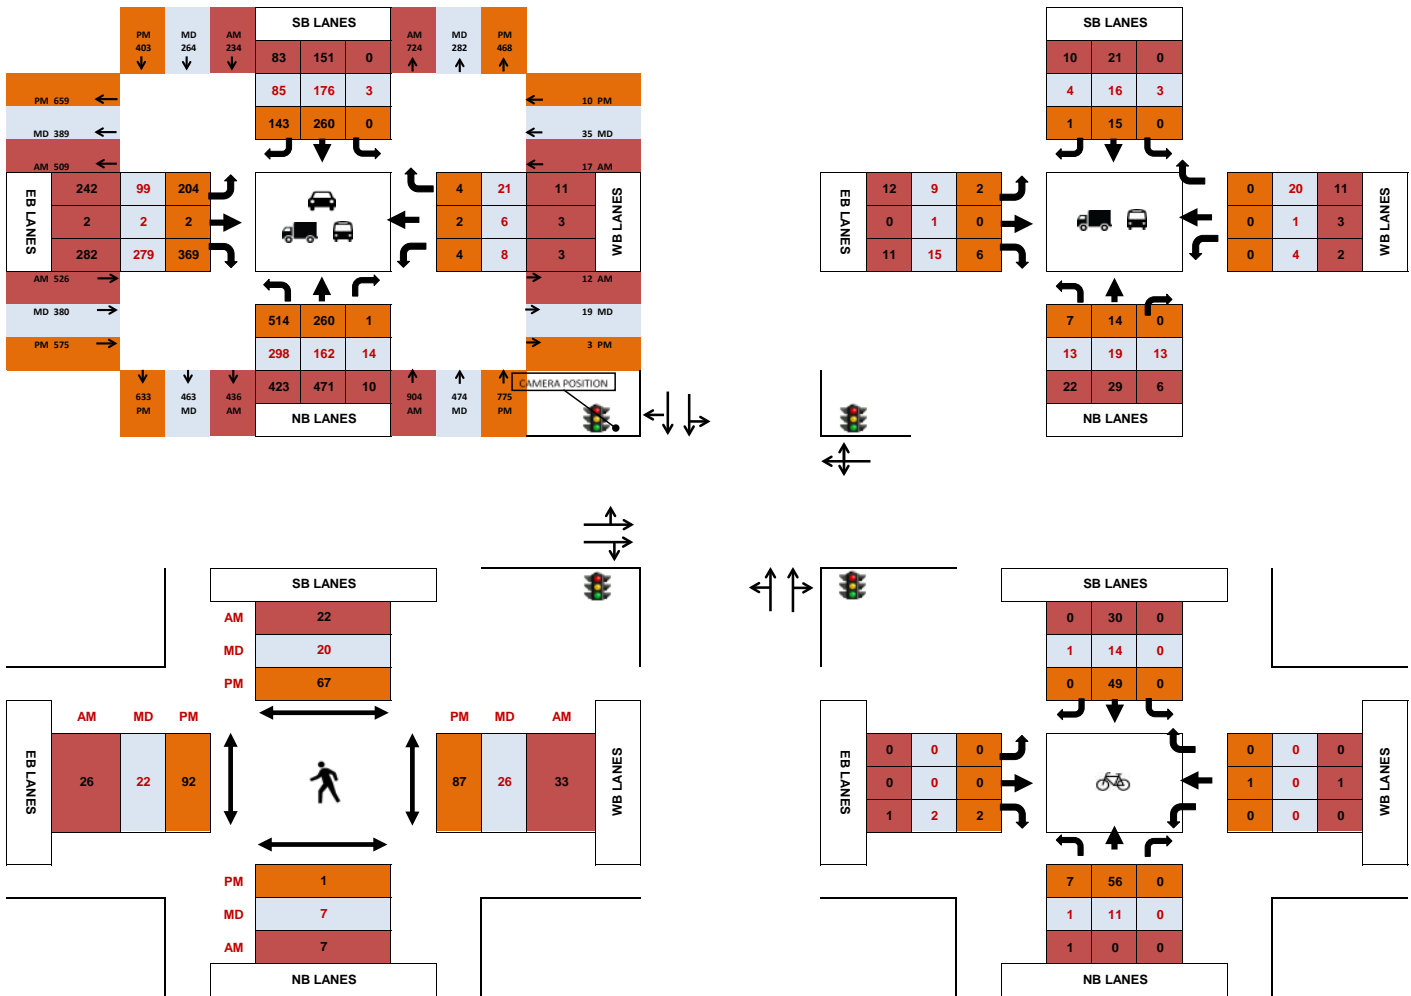 SB LANES
PM MD AM AM MD PM
403 264 234 724 282 468
83 151 0
85 176 3
143 260 0
PM 659 10 PM
MD 389 35 MD
AM 509 17 AM
EB LANES
242 99 204
2 2 2
282 279 369
4 21 11
2 6 3
4 8 3
WB LANES
AM 526 12 AM
MD 380 19 MD
PM 575 3 PM
514 260 1
298 162 14
423 471 10
633 463 436 904 474 775
PM MD AM AM MD PM
NB LANES
CAMERA POSITION
SB LANES
10 21 0
4 16 3
1 15 0
EB LANES
12 9 2
0 1 0
11 15 6
0 20 11
0 1 3
0 4 2
WB LANES
7 14 0
13 19 13
22 29 6
NB LANES
SB LANES
AM 22
MD 20
PM 67
EB LANES
AM MD PM
26 22 92
PM MD AM
87 26 33
WB LANES
PM 1
MD 7
AM 7
NB LANES
SB LANES
0 30 0
1 14 0
0 49 0
EB LANES
0 0 0
0 0 0
1 2 2
0 0 0
1 0 1
0 0 0
WB LANES
7 56 0
1 11 0
1 0 0
NB LANES